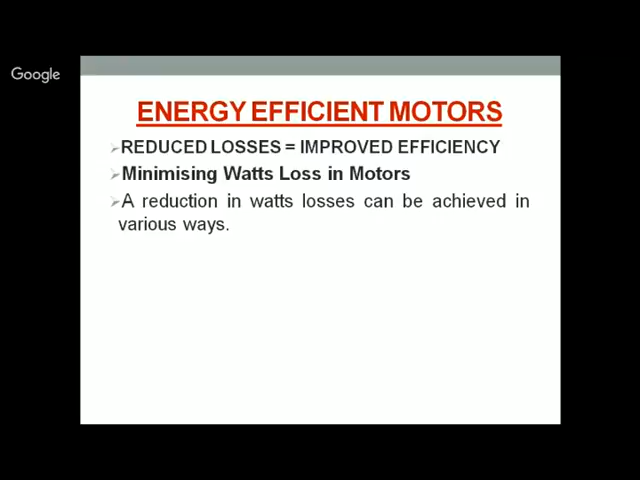 Google
ENERGY EFFICIENT MOTORS
REDUCED LOSSES = IMPROVED EFFICIENCY
Minimising Watts Loss in Motors
A reduction in watts losses can be achieved in
various ways.